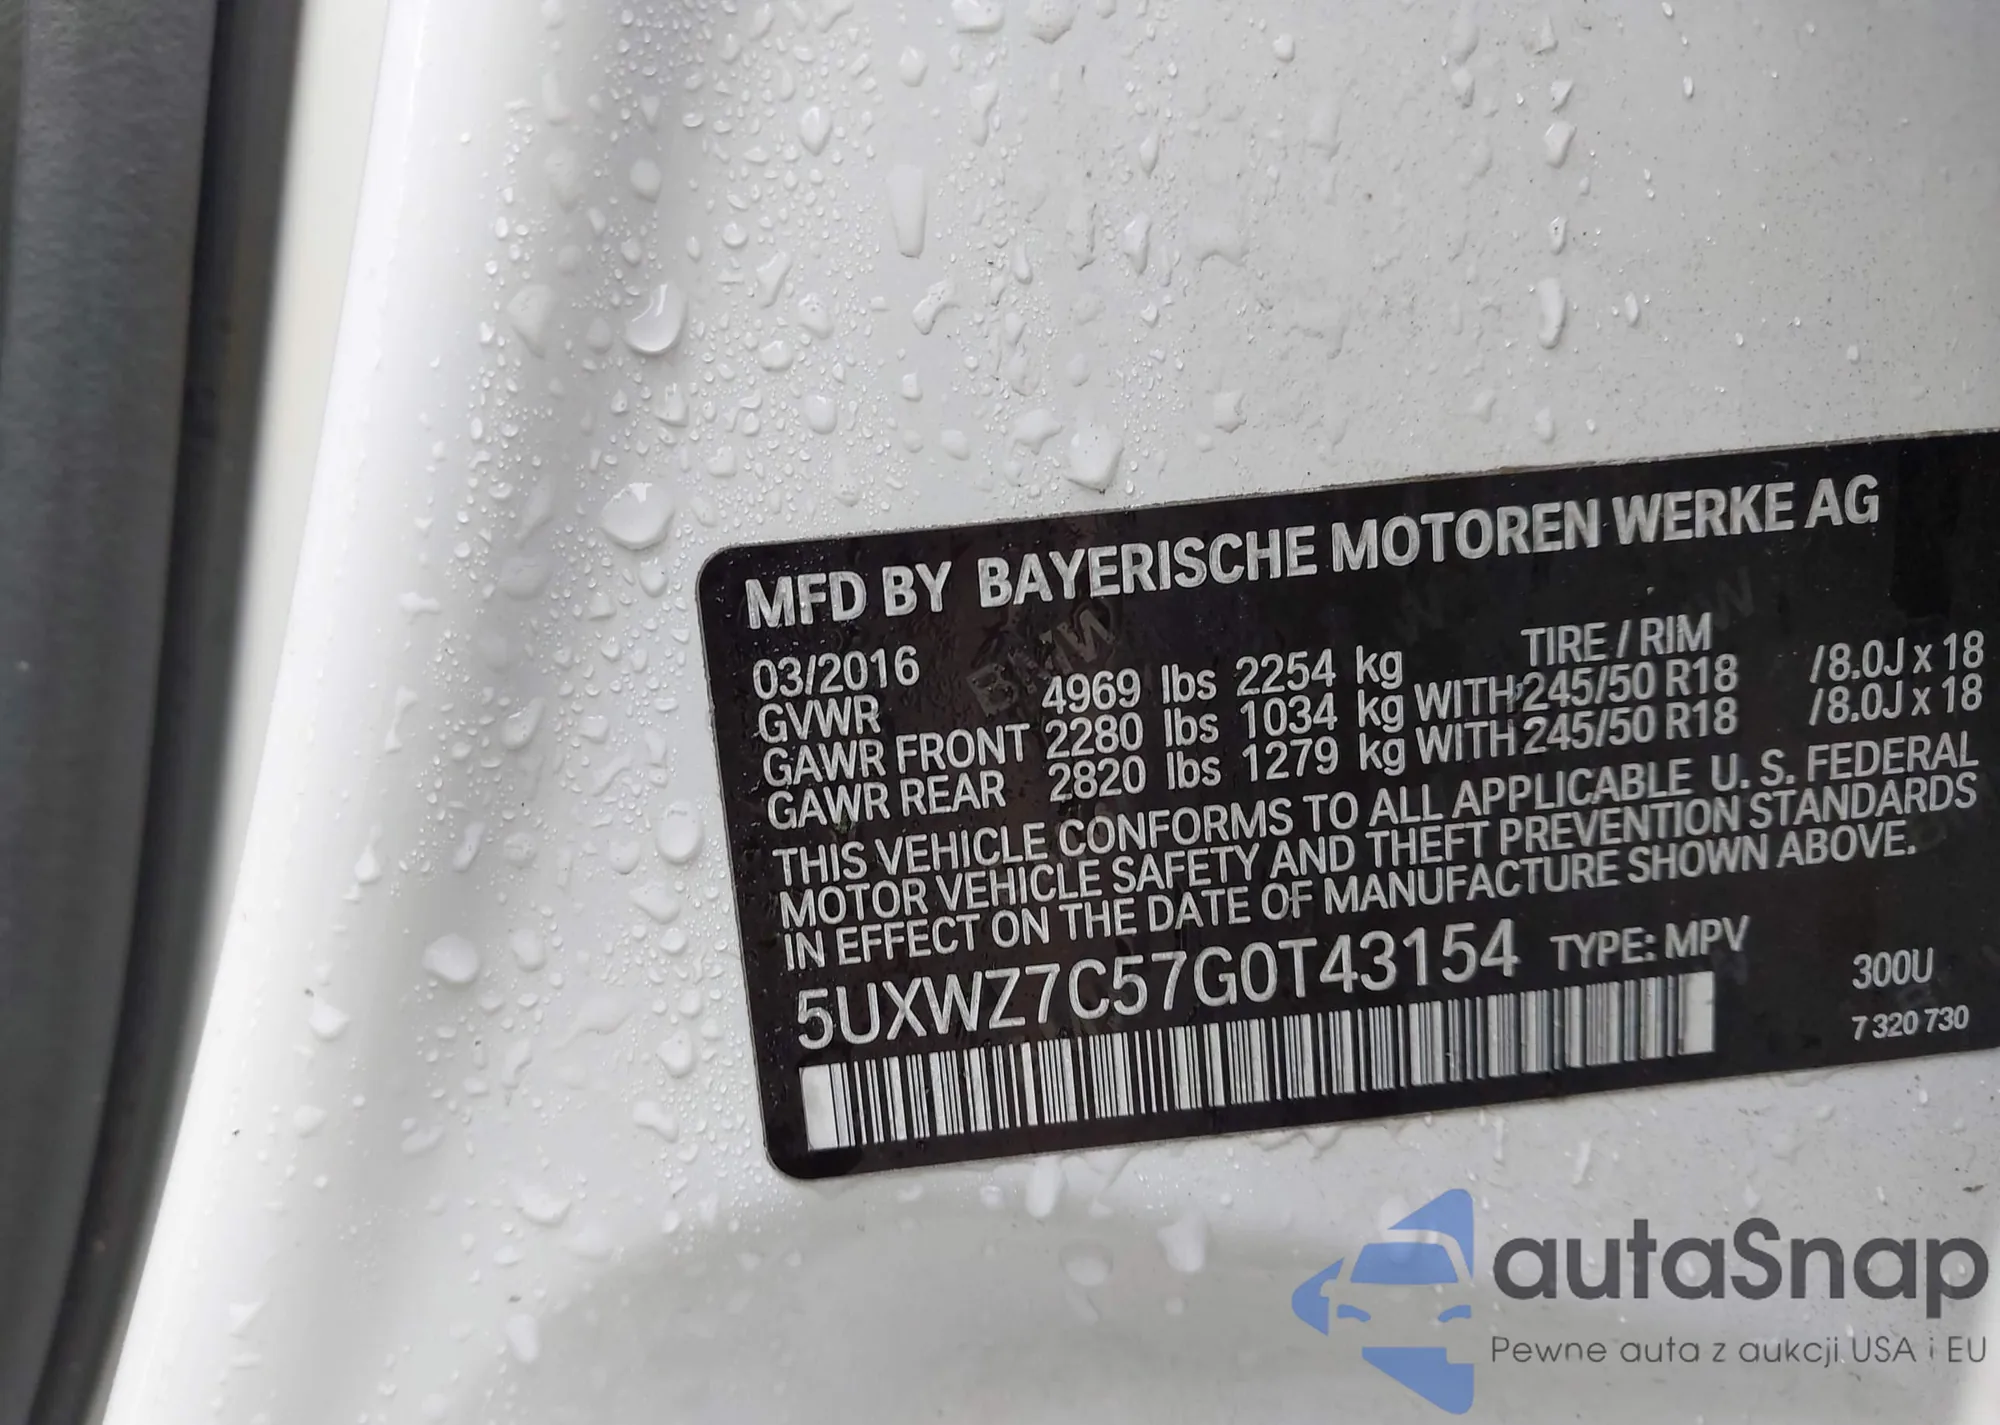 MFD BY BAYERISCHE MOTOREN WERKE AG
03/2016 TIRE / RIM
GVWR 4969 lbs 2254 kg
GAWR FRONT 2280 lbs 1034 kg WITH 245/50 R18 /8.0J x 18
GAWR REAR 2820 lbs 1279 kg WITH 245/50 R18 /8.0J x 18
THIS VEHICLE CONFORMS TO ALL APPLICABLE U. S. FEDERAL
MOTOR VEHICLE SAFETY AND THEFT PREVENTION STANDARDS
IN EFFECT ON THE DATE OF MANUFACTURE SHOWN ABOVE.
5UXWZ7C57G0T43154 TYPE: MPV
300U
7 320 730
BMW
autaSnap
Pewne auta z aukcji USA i EU